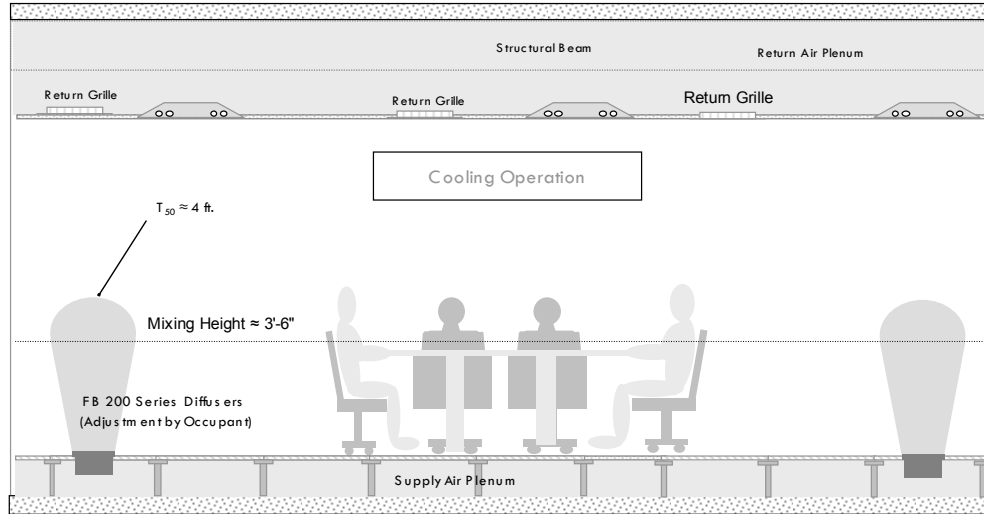 Structural Beam
Return Air Plenum
Return Grille
Return Grille
Return Grille
Cooling Operation
T50 ≈ 4 ft.
Mixing Height ≈ 3'-6"
FB 200 Series Diffusers
(Adjustment by Occupant)
Supply Air Plenum